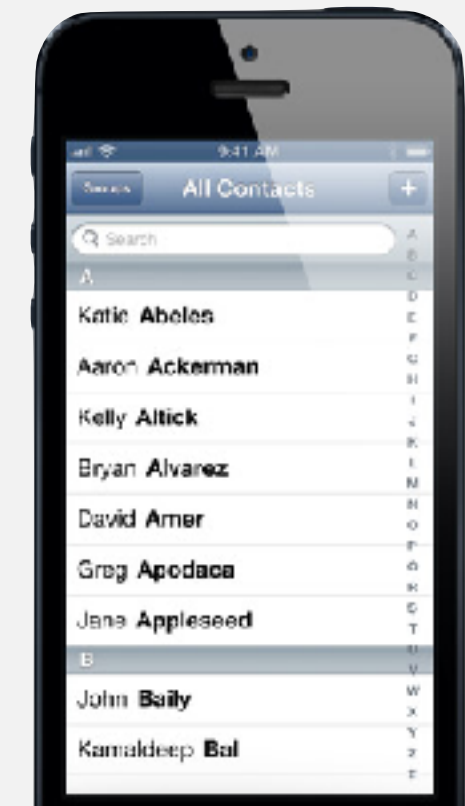 9:41 AM
Groups
All Contacts
+
Search
A
Katie Abeles
Aaron Ackerman
Kelly Altick
Bryan Alvarez
David Amer
Greg Apodaca
Jane Appleseed
B
John Baily
Kamaldeep Bal
A
B
C
D
E
F
G
H
I
J
K
L
M
N
O
P
Q
R
S
T
U
V
W
X
Y
Z